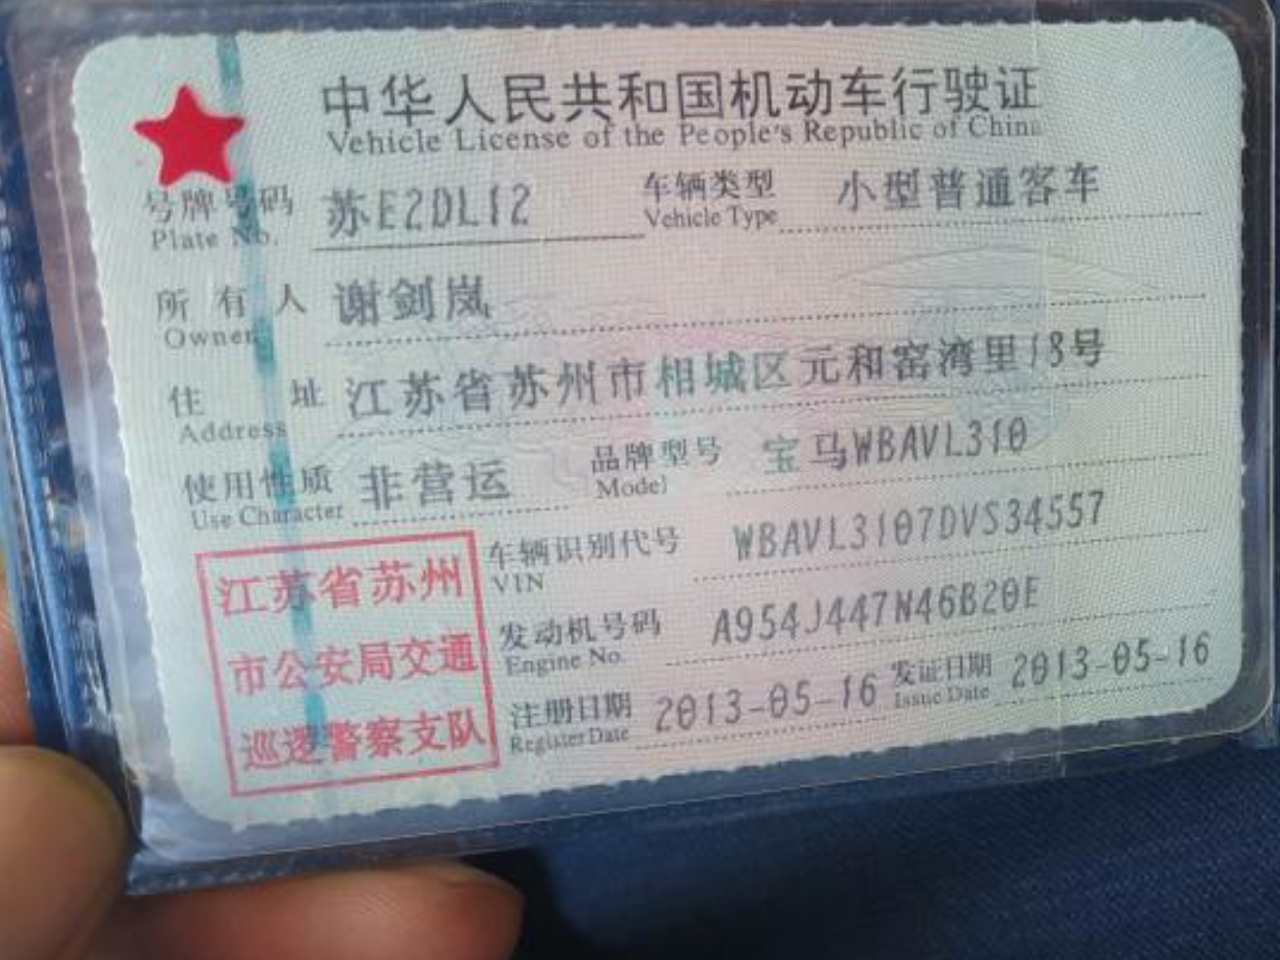 中华人民共和国机动车行驶证
Vehicle License of the People's Republic of China
号牌号码 苏E2DL12 车辆类型 小型普通客车
Plate No. Vehicle Type
所有人 谢剑岚
Owner
住址 江苏省苏州市相城区元和窑湾里18号
Address
使用性质 非营运 品牌型号 宝马WBAVL310
Use Character Model
江苏省苏州
市公安局交通
巡逻警察支队
车辆识别代号 WBAVL3107DVS34557
VIN
发动机号码 A954J447N46B20E
Engine No.
注册日期 2013-05-16 发证日期 2013-05-16
Register Date Issue Date